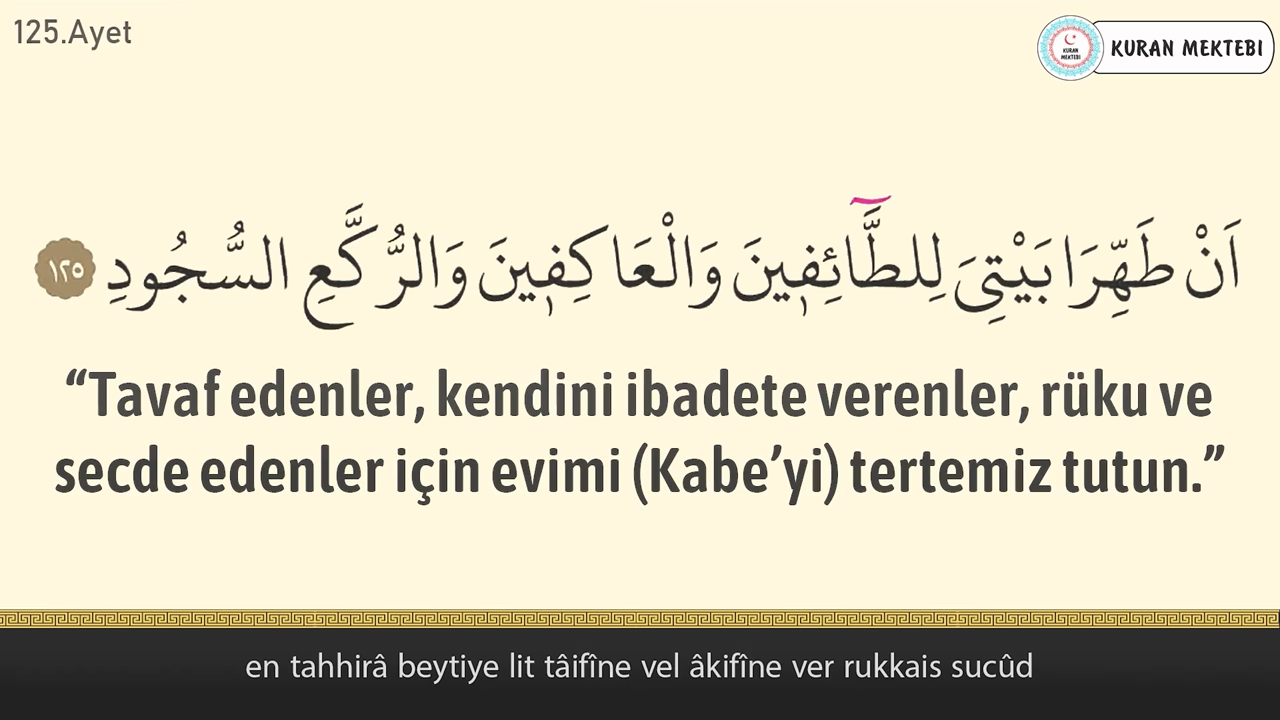 125.Ayet
KURAN MEKTEBI
KURAN MEKTEBI
اَنْ طَهِّرَا بَيْتِىَ لِلطَّٓائِفٖينَ وَالْعَاكِفٖينَ وَالرُّكَّعِ السُّجُودِ ١٢٥
“Tavaf edenler, kendini ibadete verenler, rüku ve
secde edenler için evimi (Kabe’yi) tertemiz tutun.”
en tahhirâ beytiye lit tâifîne vel âkifîne ver rukkais sucûd